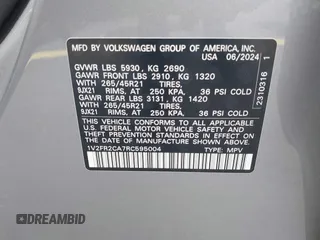 MFD BY VOLKSWAGEN GROUP OF AMERICA, INC.
USA 06/2024
GVWR LBS 5930, KG 2690
GAWR FRONT LBS 2910, KG 1320
WITH 265/45R21 TIRES,
9JX21 RIMS, AT 250 KPA, 36 PSI COLD
GAWR REAR LBS 3131, KG 1420
WITH 265/45R21 TIRES,
9JX21 RIMS, AT 250 KPA, 36 PSI COLD
THIS VEHICLE CONFORMS TO ALL APPLICABLE
FEDERAL MOTOR VEHICLE SAFETY AND THEFT
PREVENTION STANDARDS IN EFFECT ON THE
DATE OF MANUFACTURE SHOWN ABOVE.
1V2FR2CA7RC595004 TYPE: MPV
23110316 1